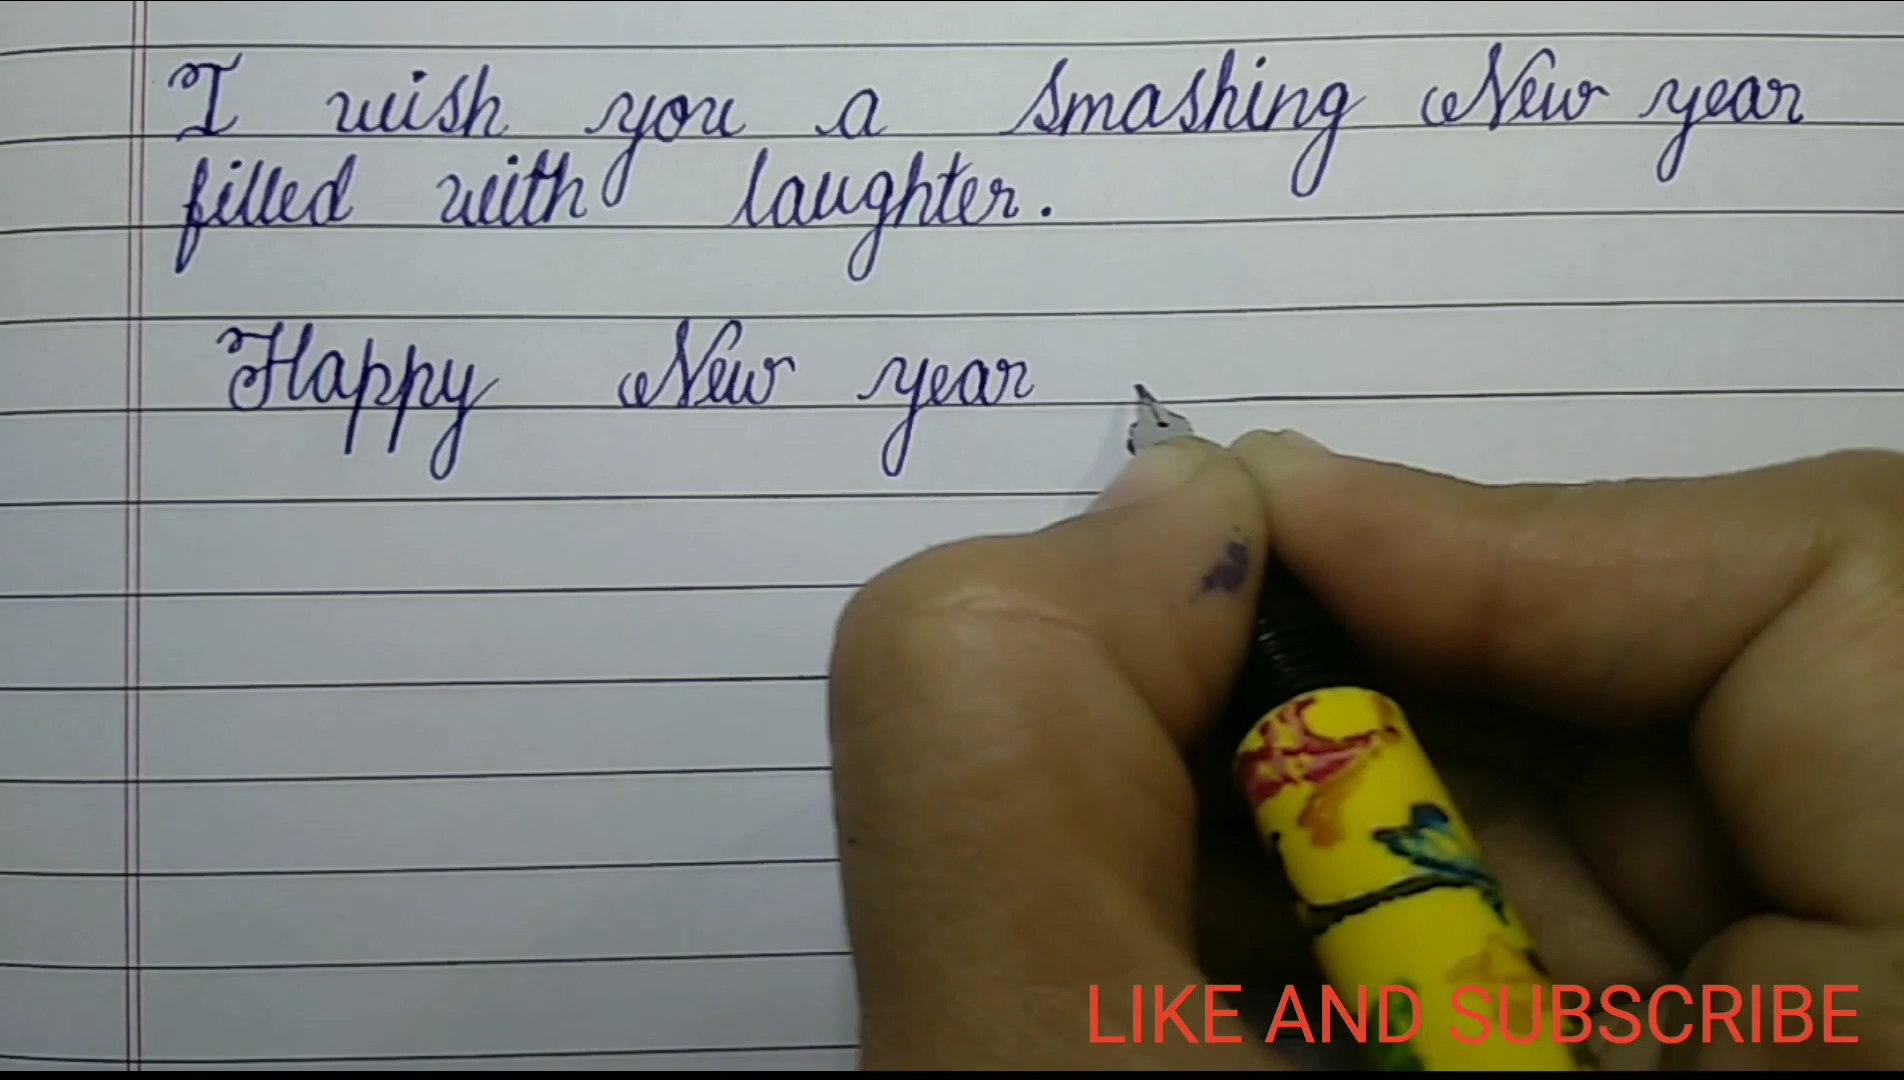 I wish you a smashing New year
filled with laughter.
Happy New year
LIKE AND SUBSCRIBE